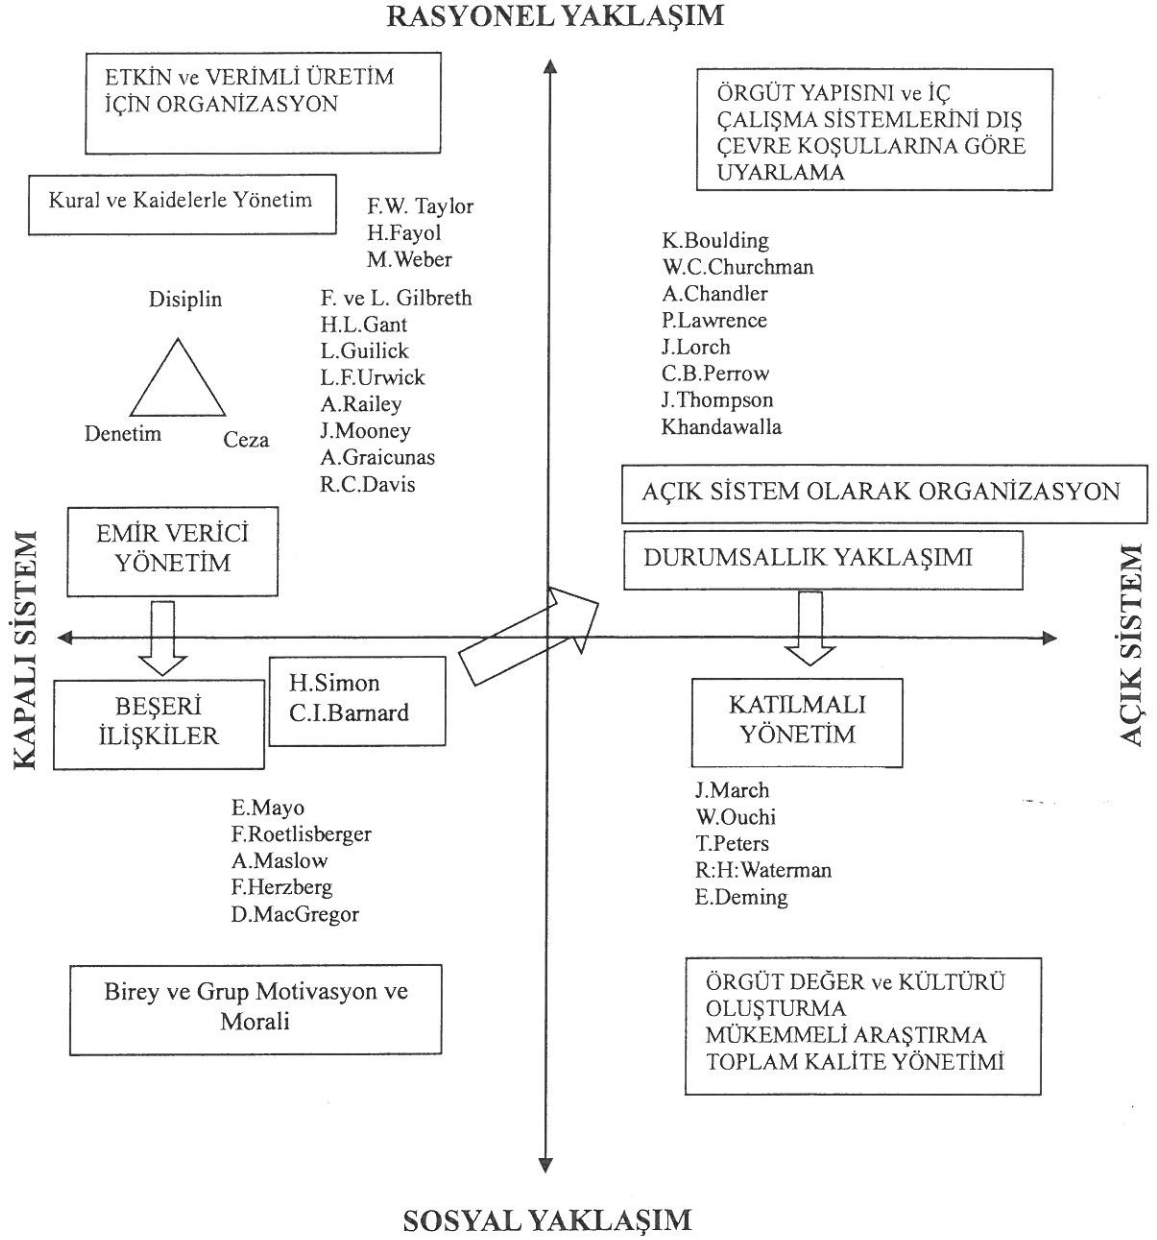 RASYONEL YAKLAŞIM
ETKİN ve VERİMLİ ÜRETİM
İÇİN ORGANİZASYON
Kural ve Kaidelerle Yönetim
F.W. Taylor
H.Fayol
M.Weber
Disiplin
Denetim
Ceza
F. ve L. Gilbreth
H.L.Gant
L.Guilick
L.F.Urwick
A.Railey
J.Mooney
A.Graicunas
R.C.Davis
EMİR VERİCİ
YÖNETİM
ÖRGÜT YAPISINI ve İÇ
ÇALIŞMA SİSTEMLERİNİ DIŞ
ÇEVRE KOŞULLARINA GÖRE
UYARLAMA
K.Boulding
W.C.Churchman
A.Chandler
P.Lawrence
J.Lorch
C.B.Perrow
J.Thompson
Khandawalla
AÇIK SİSTEM OLARAK ORGANİZASYON
DURUMSALLIK YAKLAŞIMI
KAPALI SİSTEM
AÇIK SİSTEM
BEŞERİ
İLİŞKİLER
H.Simon
C.I.Barnard
E.Mayo
F.Roetlisberger
A.Maslow
F.Herzberg
D.MacGregor
Birey ve Grup Motivasyon ve
Morali
KATILMALI
YÖNETİM
J.March
W.Ouchi
T.Peters
R:H:Waterman
E.Deming
ÖRGÜT DEĞER ve KÜLTÜRÜ
OLUŞTURMA
MÜKEMMELİ ARAŞTIRMA
TOPLAM KALİTE YÖNETİMİ
SOSYAL YAKLAŞIM